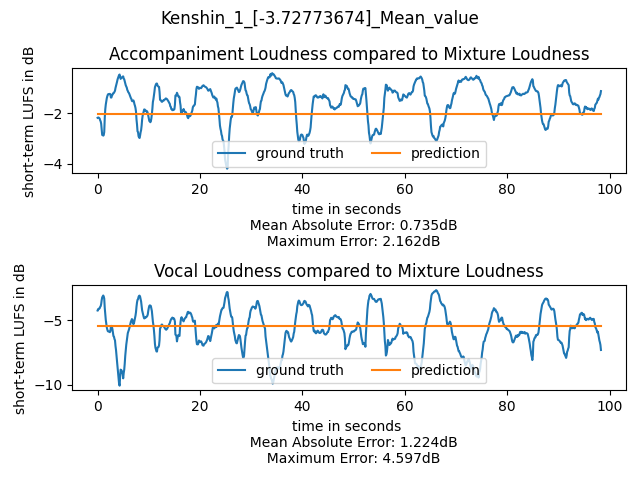 Kenshin_1_[-3.72773674]_Mean_value
Accompaniment Loudness compared to Mixture Loudness
short-term LUFS in dB
−2
−4
ground truth
prediction
0
20
40
60
80
100
time in seconds
Mean Absolute Error: 0.735dB
Maximum Error: 2.162dB
Vocal Loudness compared to Mixture Loudness
short-term LUFS in dB
−5
−10
ground truth
prediction
0
20
40
60
80
100
time in seconds
Mean Absolute Error: 1.224dB
Maximum Error: 4.597dB